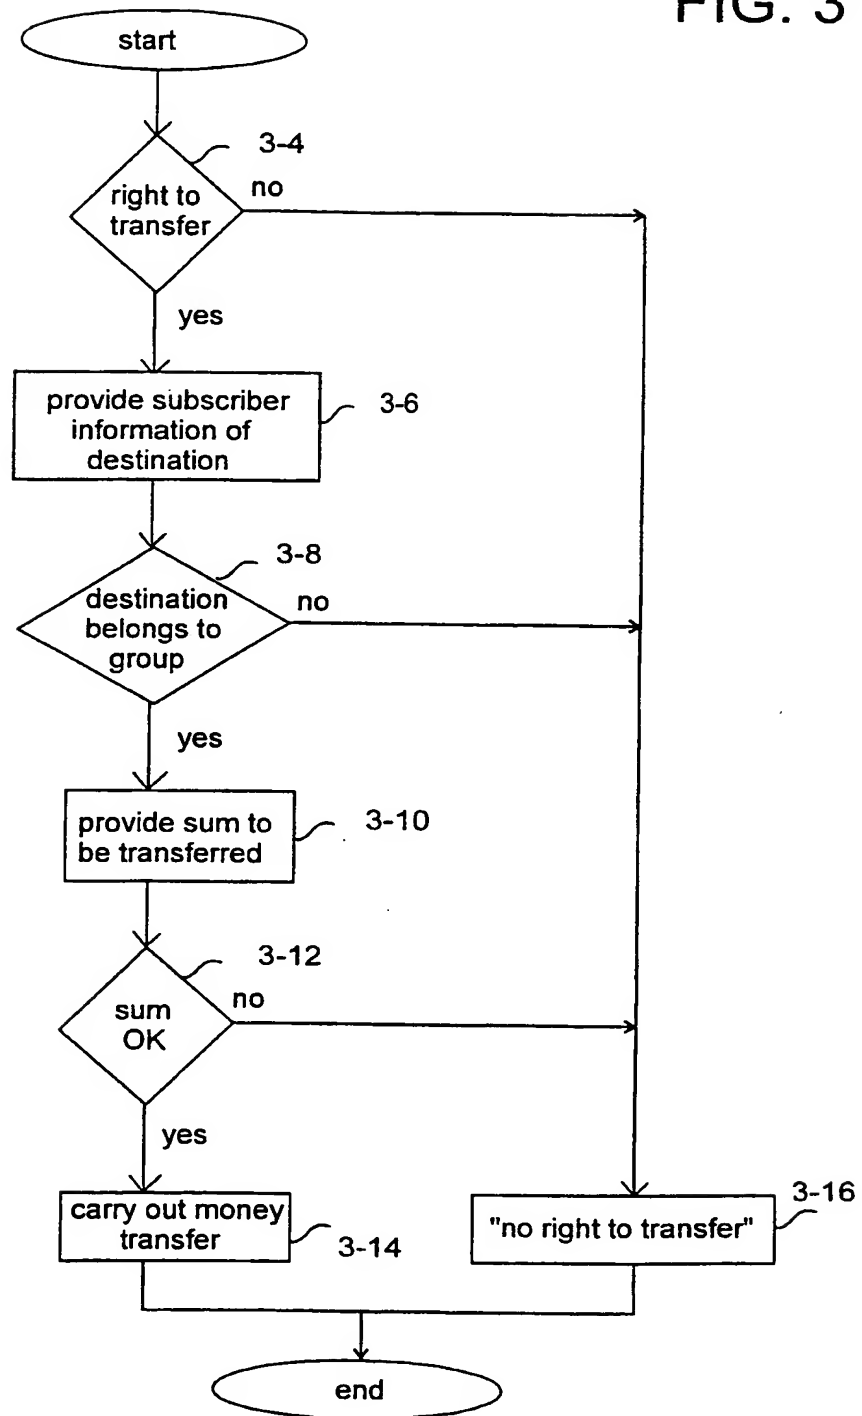 FIG. 3
start
3-4
right to
transfer
no
yes
provide subscriber
information of
destination
3-6
3-8
destination
belongs to
group
no
yes
provide sum to
be transferred
3-10
3-12
sum
OK
no
yes
carry out money
transfer
3-14
"no right to transfer"
3-16
end